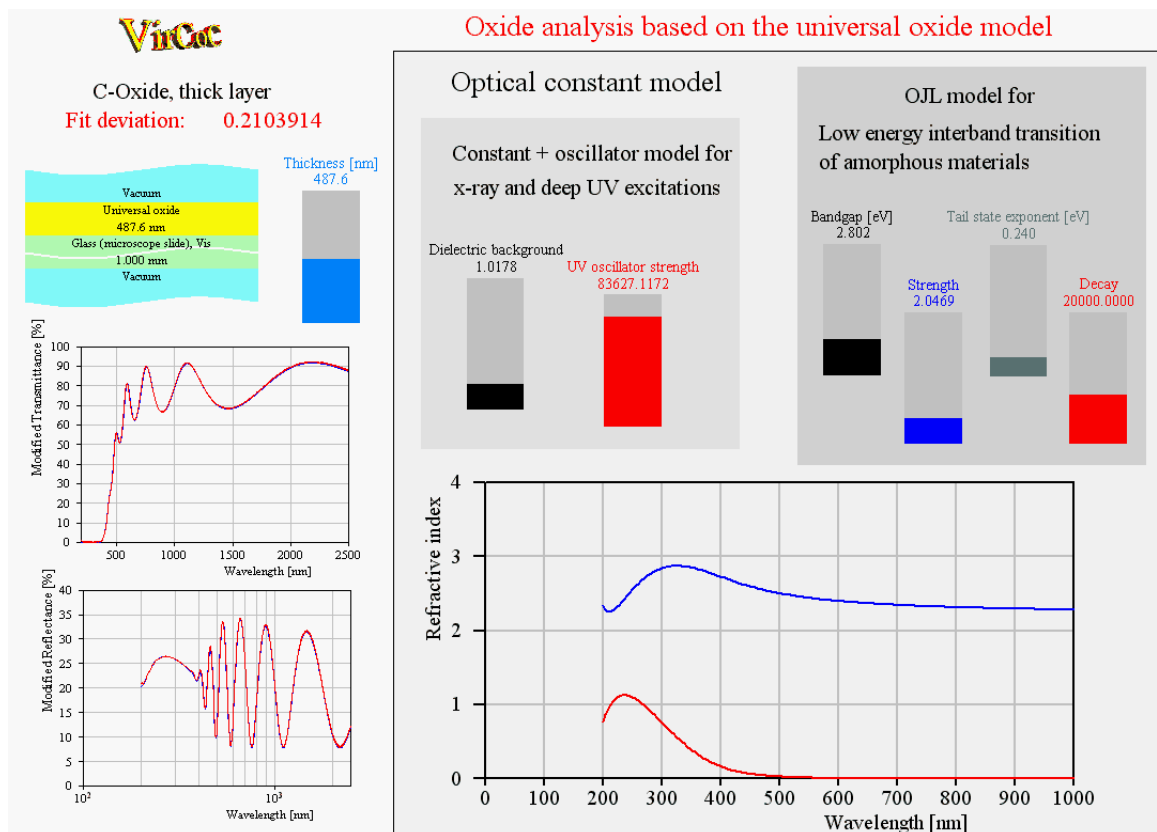 VirCoc
Oxide analysis based on the universal oxide model
C-Oxide, thick layer
Fit deviation: 0.2103914
Vacuum
Universal oxide
487.6 nm
Glass (microscope slide), Vis
1.000 mm
Vacuum
Thickness [nm]
487.6
Modified Transmittance [%]
100
90
80
70
60
50
40
30
20
10
0
500 1000 1500 2000 2500
Wavelength [nm]
Modified Reflectance [%]
40
35
30
25
20
15
10
5
0
10² 10³
Wavelength [nm]
Optical constant model
Constant + oscillator model for
x-ray and deep UV excitations
Dielectric background
1.0178
UV oscillator strength
83627.1172
OJL model for
Low energy interband transition
of amorphous materials
Bandgap [eV]
2.802
Tail state exponent [eV]
0.240
Strength
2.0469
Decay
20000.0000
Refractive index
4
3
2
1
0
0 100 200 300 400 500 600 700 800 900 1000
Wavelength [nm]